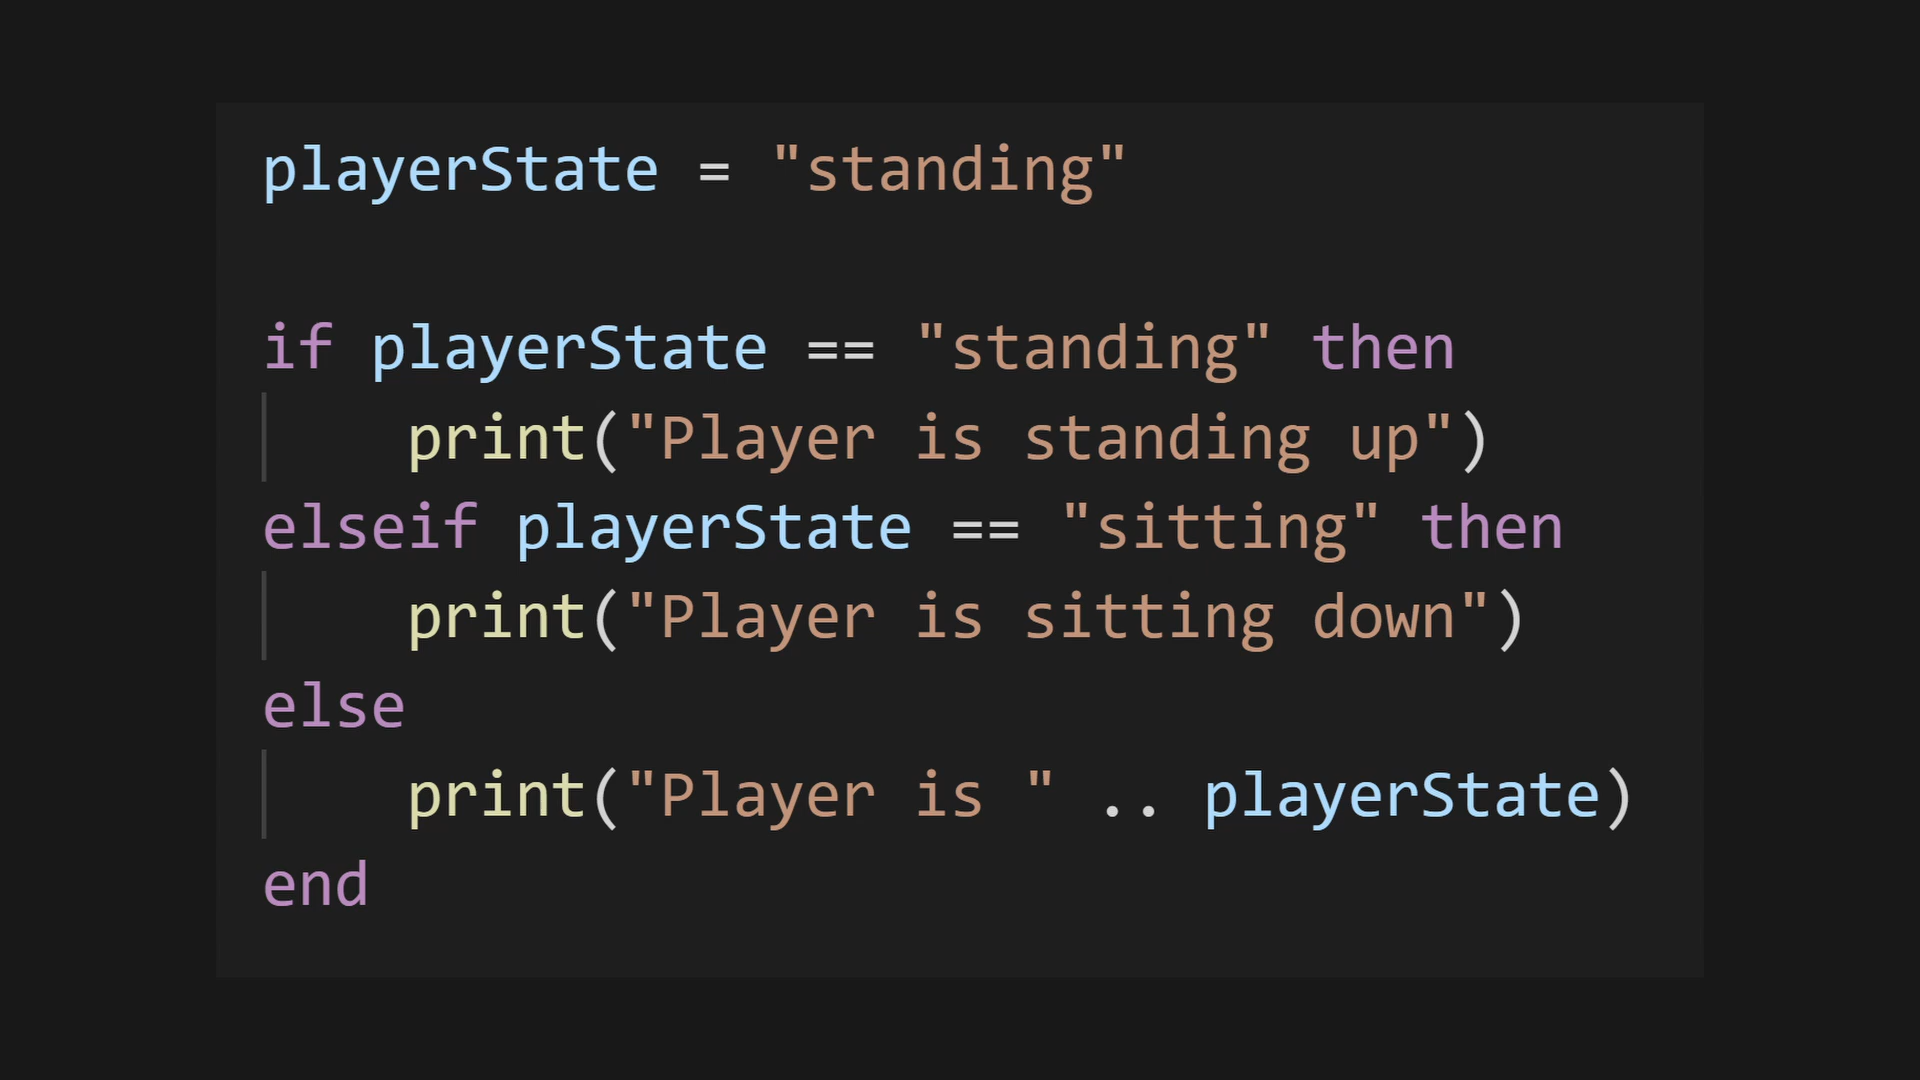 playerState = "standing"
if playerState == "standing" then
print("Player is standing up")
elseif playerState == "sitting" then
print("Player is sitting down")
else
print("Player is " .. playerState)
end